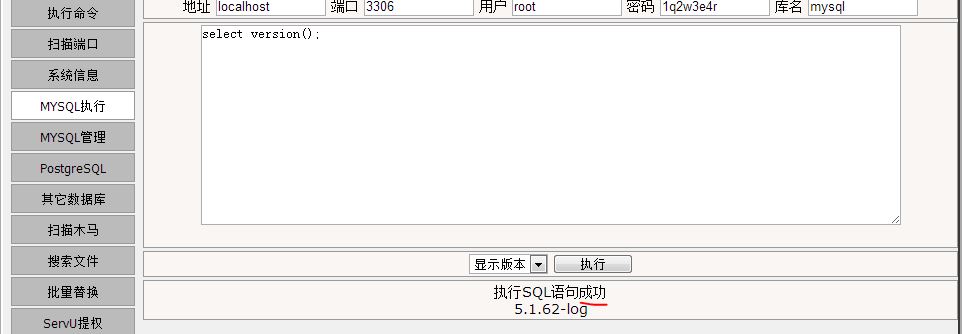 地址 localhost 端口 3306 用户 root 密码 1q2w3e4r 库名 mysql
执行命令
扫描端口
系统信息
MYSQL执行
MYSQL管理
PostgreSQL
其它数据库
扫描木马
搜索文件
批量替换
ServU提权
select version();
显示版本 执行
执行SQL语句成功
5.1.62-log